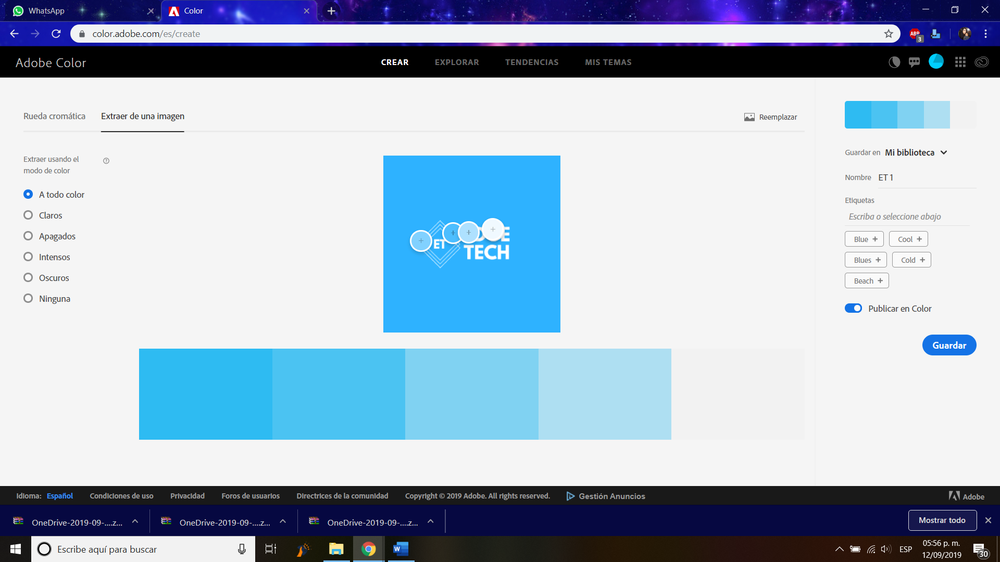 WhatsApp
Color
color.adobe.com/es/create
ABP
3
Adobe Color
CREAR
EXPLORAR
TENDENCIAS
MIS TEMAS
Rueda cromática
Extraer de una imagen
Reemplazar
Extraer usando el
modo de color
A todo color
Claros
Apagados
Intensos
Oscuros
Ninguna
ET
TECH
Guardar en Mi biblioteca
Nombre ET 1
Etiquetas
Escriba o seleccione abajo
Blue +
Cool +
Blues +
Cold +
Beach +
Publicar en Color
Guardar
Idioma: Español
Condiciones de uso
Privacidad
Foros de usuarios
Directrices de la comunidad
Copyright © 2019 Adobe. All rights reserved.
Gestión Anuncios
Adobe
OneDrive-2019-09-....z...
OneDrive-2019-09-....z...
OneDrive-2019-09-....z...
Mostrar todo
Escribe aquí para buscar
W
ESP
05:56 p. m.
12/09/2019
30